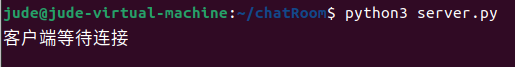 jude@jude-virtual-machine:~/chatRoom$ python3 server.py
客户端等待连接